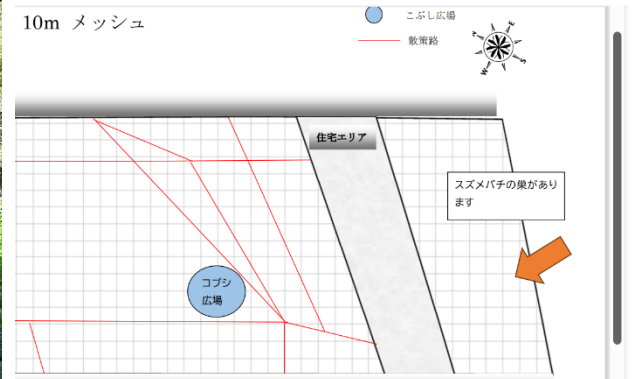 10m メッシュ
こぶし広場
散策路
E
S
W
住宅エリア
スズメバチの巣があり
ます
コブシ
広場